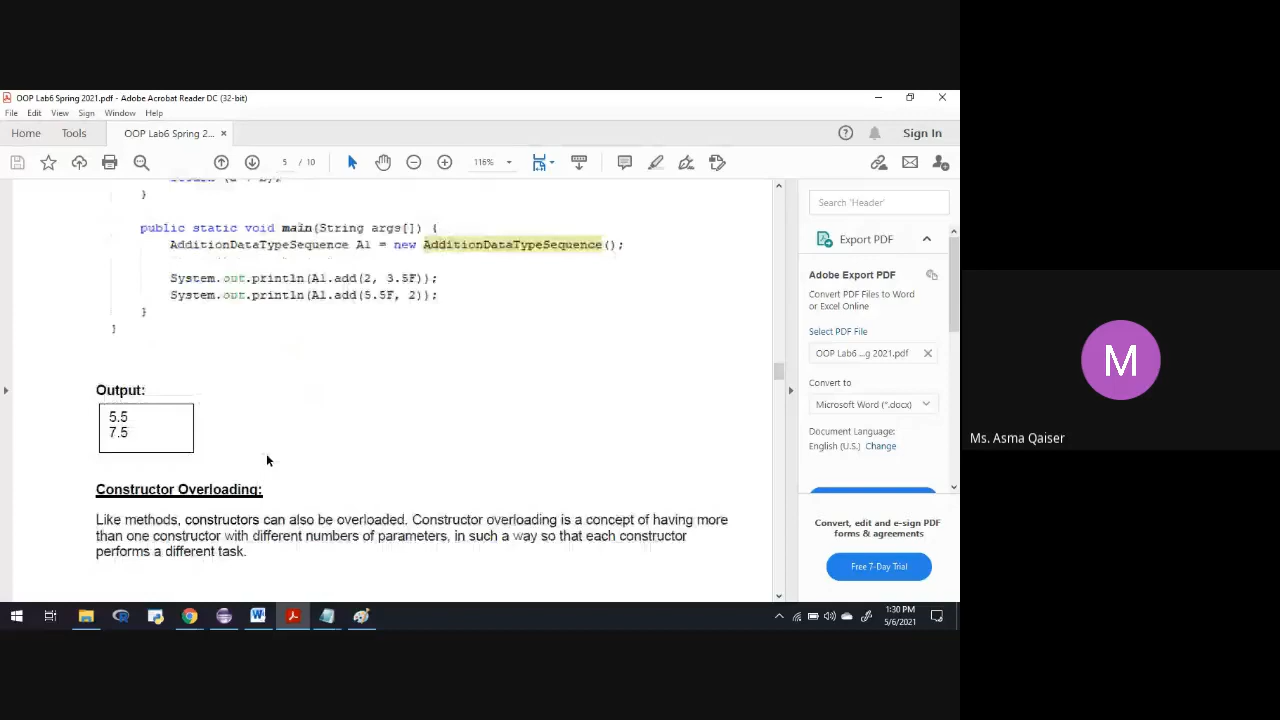 OOP Lab6 Spring 2021.pdf - Adobe Acrobat Reader DC (32-bit)
File Edit View Sign Window Help
Home Tools OOP Lab6 Spring 2... × Sign In
5 / 10 116%
}
public static void main(String args[]) {
AdditionDataTypeSequence A1 = new AdditionDataTypeSequence();
System.out.println(A1.add(2, 3.5F));
System.out.println(A1.add(5.5F, 2));
}
}
Output:
5.5
7.5
Constructor Overloading:
Like methods, constructors can also be overloaded. Constructor overloading is a concept of having more
than one constructor with different numbers of parameters, in such a way so that each constructor
performs a different task.
Search 'Header'
Export PDF
Adobe Export PDF
Convert PDF Files to Word
or Excel Online
Select PDF File
OOP Lab6 ...g 2021.pdf ×
Convert to
Microsoft Word (*.docx)
Document Language:
English (U.S.) Change
Convert, edit and e-sign PDF
forms & agreements
Free 7-Day Trial
1:30 PM
5/6/2021
M
Ms. Asma Qaiser